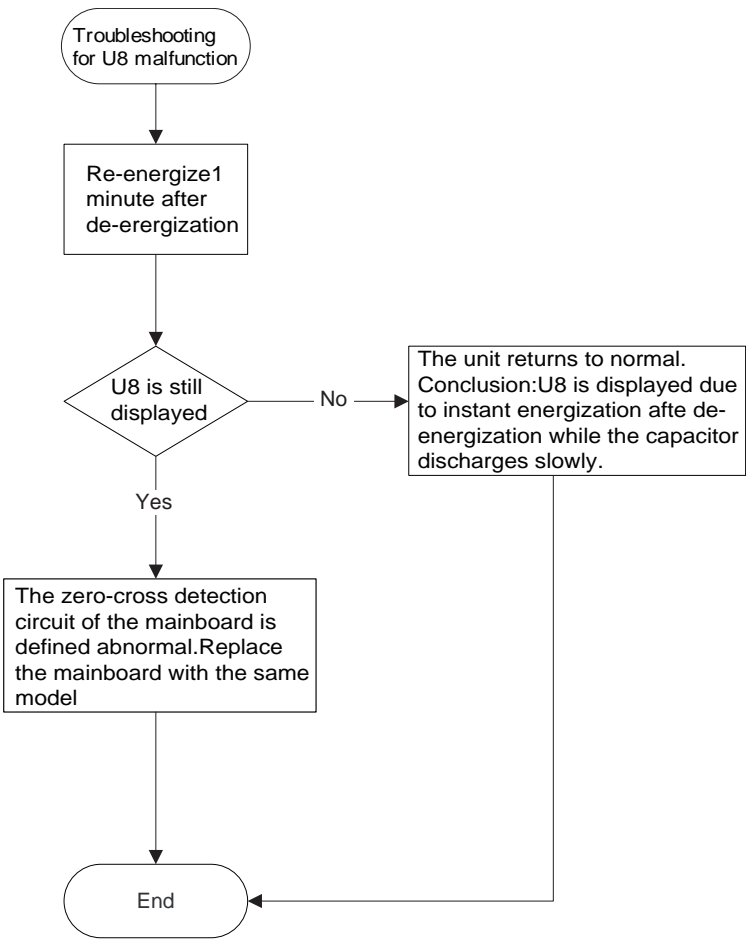 Troubleshooting
for U8 malfunction
Re-energize1
minute after
de-erergization
U8 is still
displayed
No
The unit returns to normal.
Conclusion:U8 is displayed due
to instant energization afte de-
energization while the capacitor
discharges slowly.
Yes
The zero-cross detection
circuit of the mainboard is
defined abnormal.Replace
the mainboard with the same
model
End